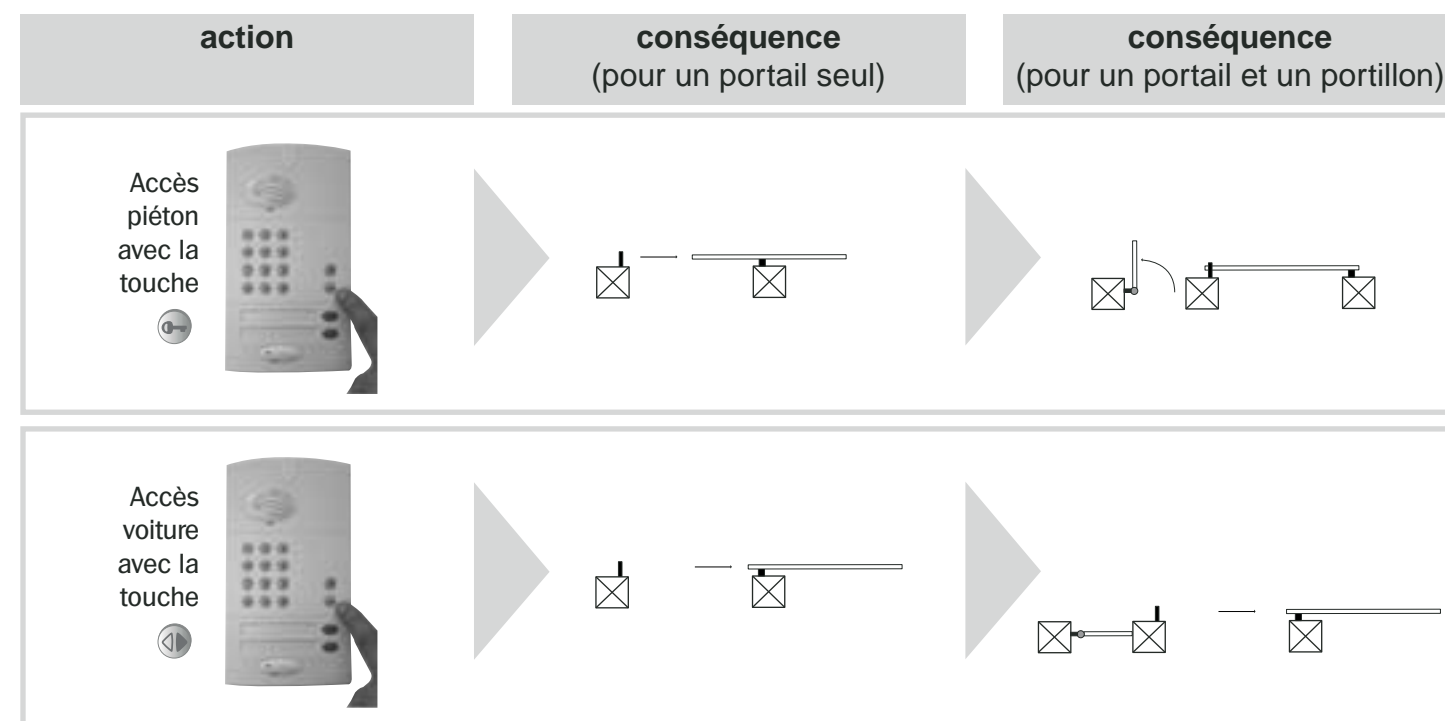 action
conséquence
(pour un portail seul)
conséquence
(pour un portail et un portillon)
Accès
piéton
avec la
touche
Accès
voiture
avec la
touche